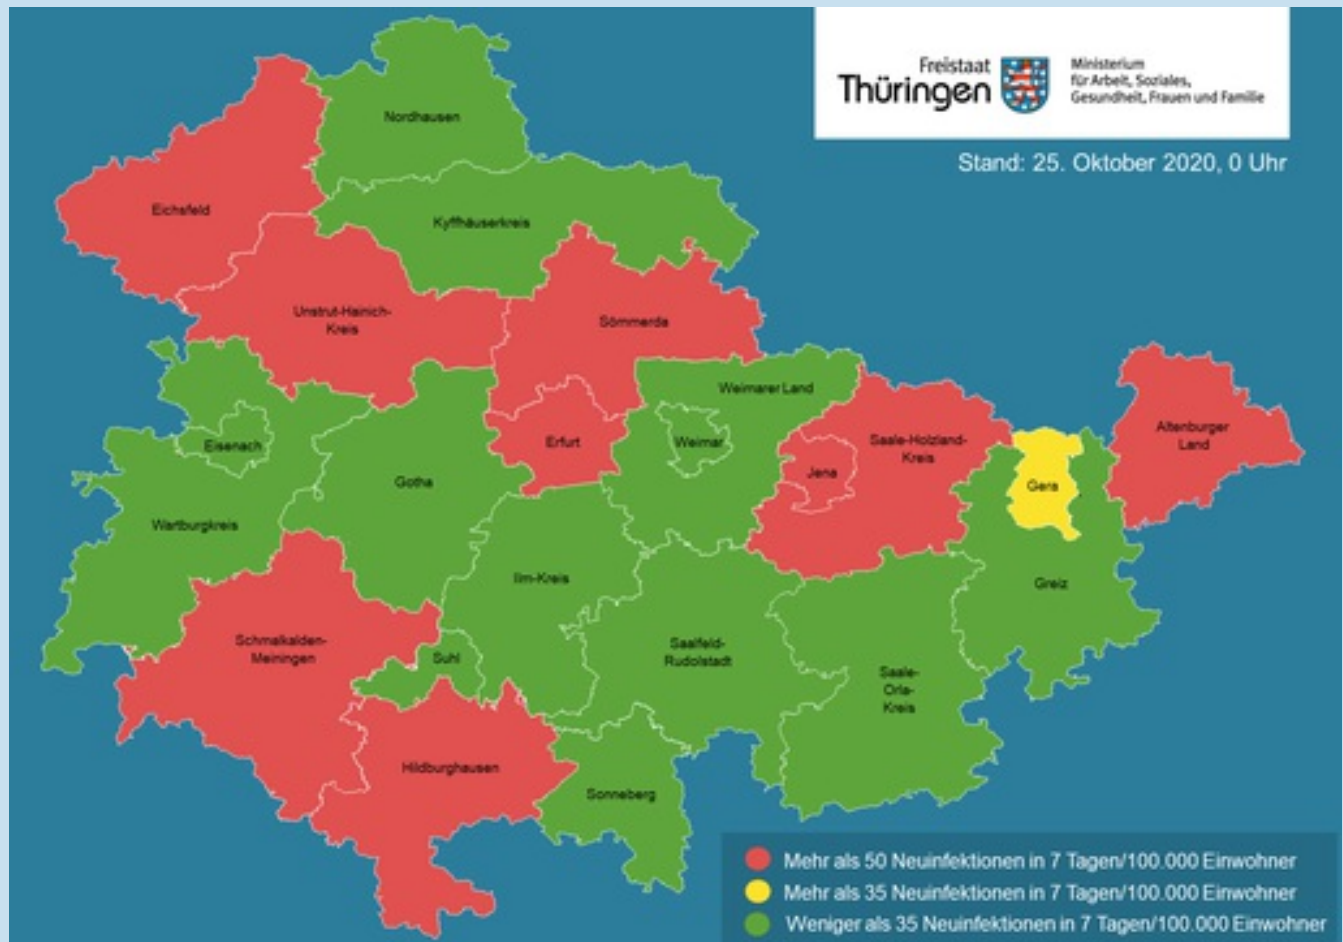 Freistaat
Thüringen
Ministerium
für Arbeit, Soziales,
Gesundheit, Frauen und Familie
Stand: 25. Oktober 2020, 0 Uhr
Nordhausen
Eichsfeld
Kyffhäuserkreis
Unstrut-Hainich-
Kreis
Sömmerda
Weimarer Land
Eisenach
Erfurt
Weimar
Saale-Holzland-
Kreis
Jena
Altenburger
Land
Gotha
Gera
Wartburgkreis
Ilm-Kreis
Greiz
Schmalkalden-
Meiningen
Suhl
Saalfeld-
Rudolstadt
Saale-
Orla-
Kreis
Hildburghausen
Sonneberg
Mehr als 50 Neuinfektionen in 7 Tagen/100.000 Einwohner
Mehr als 35 Neuinfektionen in 7 Tagen/100.000 Einwohner
Weniger als 35 Neuinfektionen in 7 Tagen/100.000 Einwohner